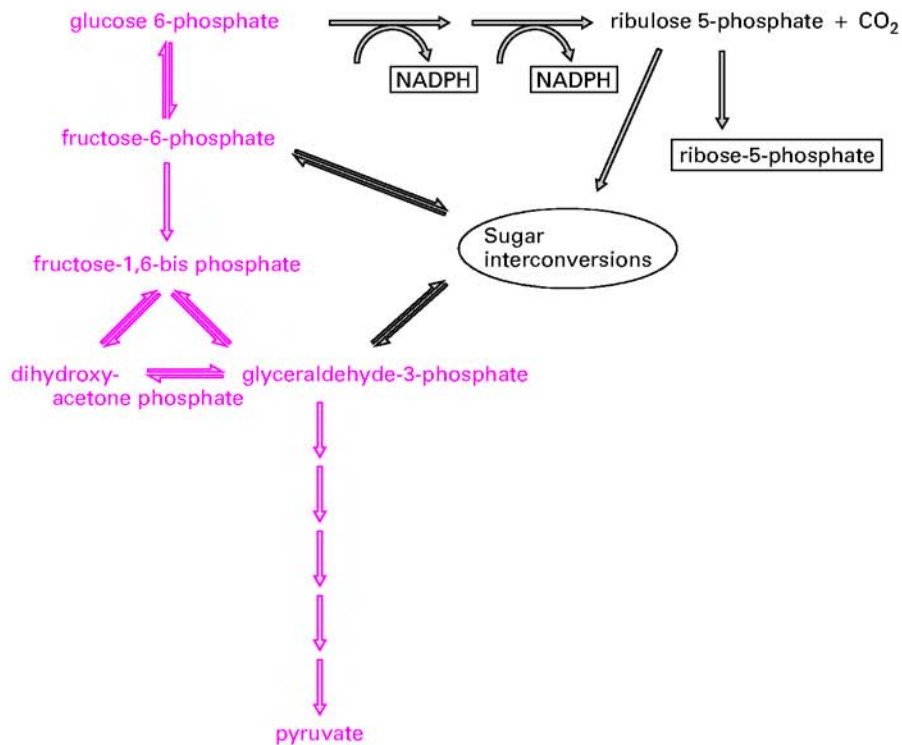 glucose 6-phosphate
ribulose 5-phosphate + CO₂
NADPH
NADPH
fructose-6-phosphate
ribose-5-phosphate
Sugar
interconversions
fructose-1,6-bis phosphate
dihydroxy-
acetone phosphate
glyceraldehyde-3-phosphate
pyruvate